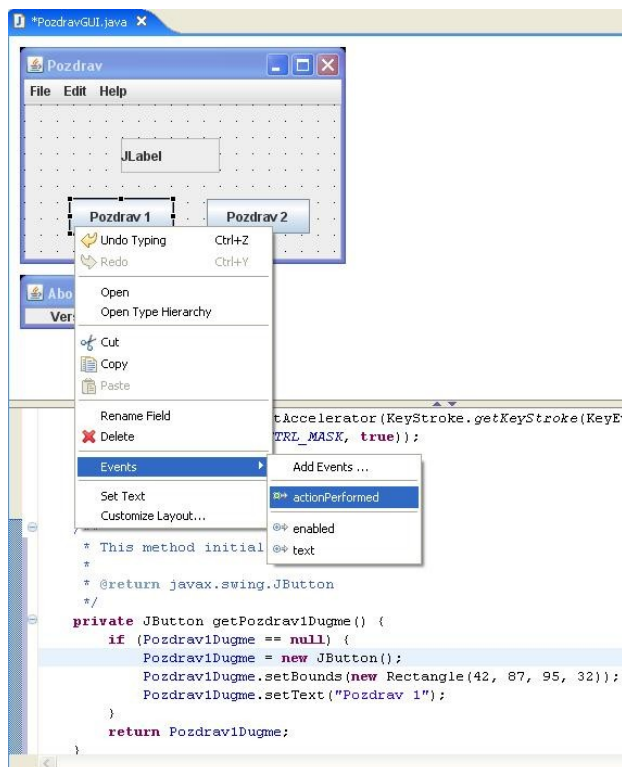 *PozdravGUI.java
Pozdrav
File Edit Help
JLabel
Pozdrav 1 Pozdrav 2
Undo Typing Ctrl+Z
Redo Ctrl+Y
Abo
Open
Ver
Open Type Hierarchy
Cut
Copy
Paste
Rename Field
tAccelerator(KeyStroke.getKeyStroke(KeyE
Delete
TRL_MASK, true));
Events
Add Events ...
actionPerformed
Set Text
Customize Layout...
enabled
text
/**
* This method initial
*
* @return javax.swing.JButton
*/
private JButton getPozdrav1Dugme() {
if (Pozdrav1Dugme == null) {
Pozdrav1Dugme = new JButton();
Pozdrav1Dugme.setBounds(new Rectangle(42, 87, 95, 32));
Pozdrav1Dugme.setText("Pozdrav 1");
}
return Pozdrav1Dugme;
}